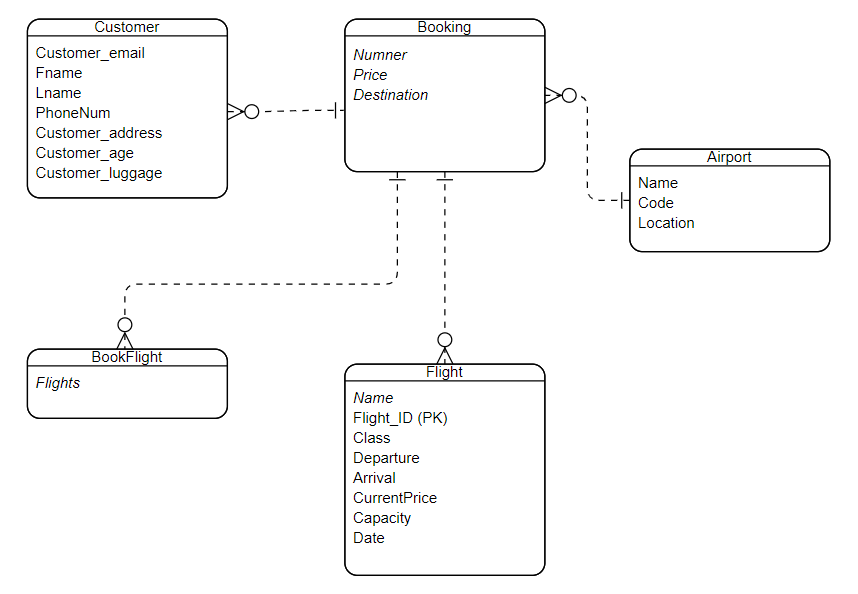 Customer
Customer_email
Fname
Lname
PhoneNum
Customer_address
Customer_age
Customer_luggage
Booking
Numner
Price
Destination
Airport
Name
Code
Location
BookFlight
Flights
Flight
Name
Flight_ID (PK)
Class
Departure
Arrival
CurrentPrice
Capacity
Date